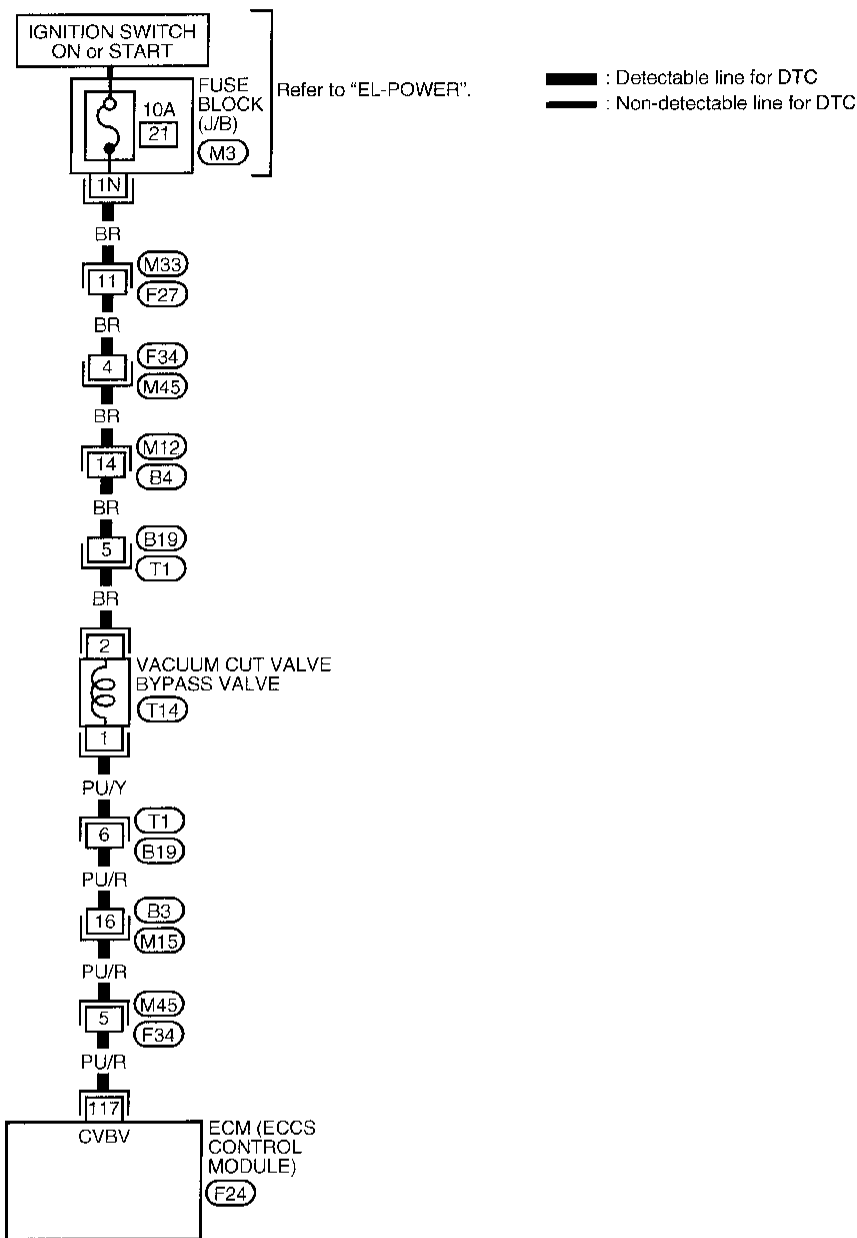 IGNITION SWITCH
ON or START
FUSE
BLOCK
(J/B)
10A
21
M3
Refer to "EL-POWER".
: Detectable line for DTC
: Non-detectable line for DTC
1N
BR
11
M33
F27
BR
4
F34
M45
BR
14
M12
B4
BR
5
B19
T1
BR
2
VACUUM CUT VALVE
BYPASS VALVE
T14
1
PU/Y
6
T1
B19
PU/R
16
B3
M15
PU/R
5
M45
F34
PU/R
117
CVBV
ECM (ECCS
CONTROL
MODULE)
F24